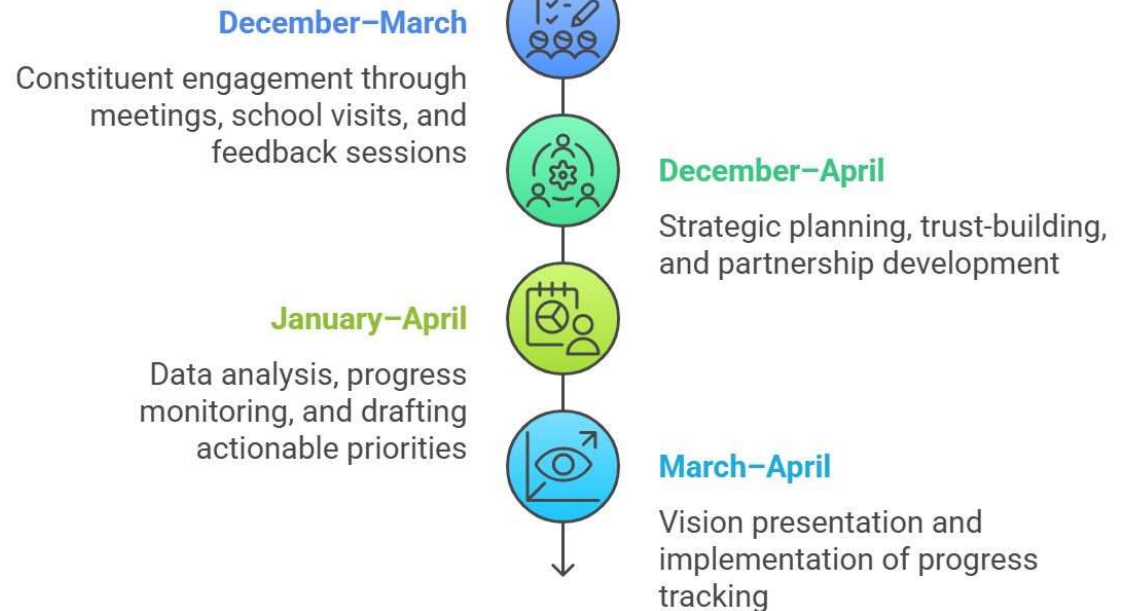 December–March
Constituent engagement through
meetings, school visits, and
feedback sessions
December–April
Strategic planning, trust-building,
and partnership development
January–April
Data analysis, progress
monitoring, and drafting
actionable priorities
March–April
Vision presentation and
implementation of progress
tracking